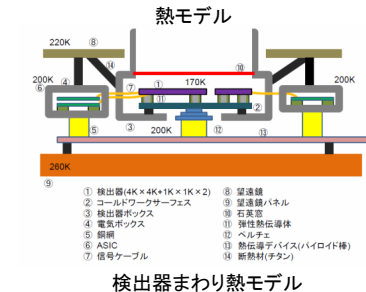 熱モデル
220K ⑧
⑭ ⑩
200K ① 170K 200K
⑥ ④ ⑦ ⑪ ②
⑤ ③ 200K ⑫ ⑬
260K
⑨
① 検出器(4K×4K+1K×1K×2)
② コールドワークサーフェス
③ 検出器ボックス
④ 電気ボックス
⑤ 銅網
⑥ ASIC
⑦ 信号ケーブル
⑧ 望遠鏡
⑨ 望遠鏡パネル
⑩ 石英窓
⑪ 弾性熱伝導体
⑫ ペルチェ
⑬ 熱伝導デバイス(パイロイド棒)
⑭ 断熱材(チタン)
検出器まわり熱モデル